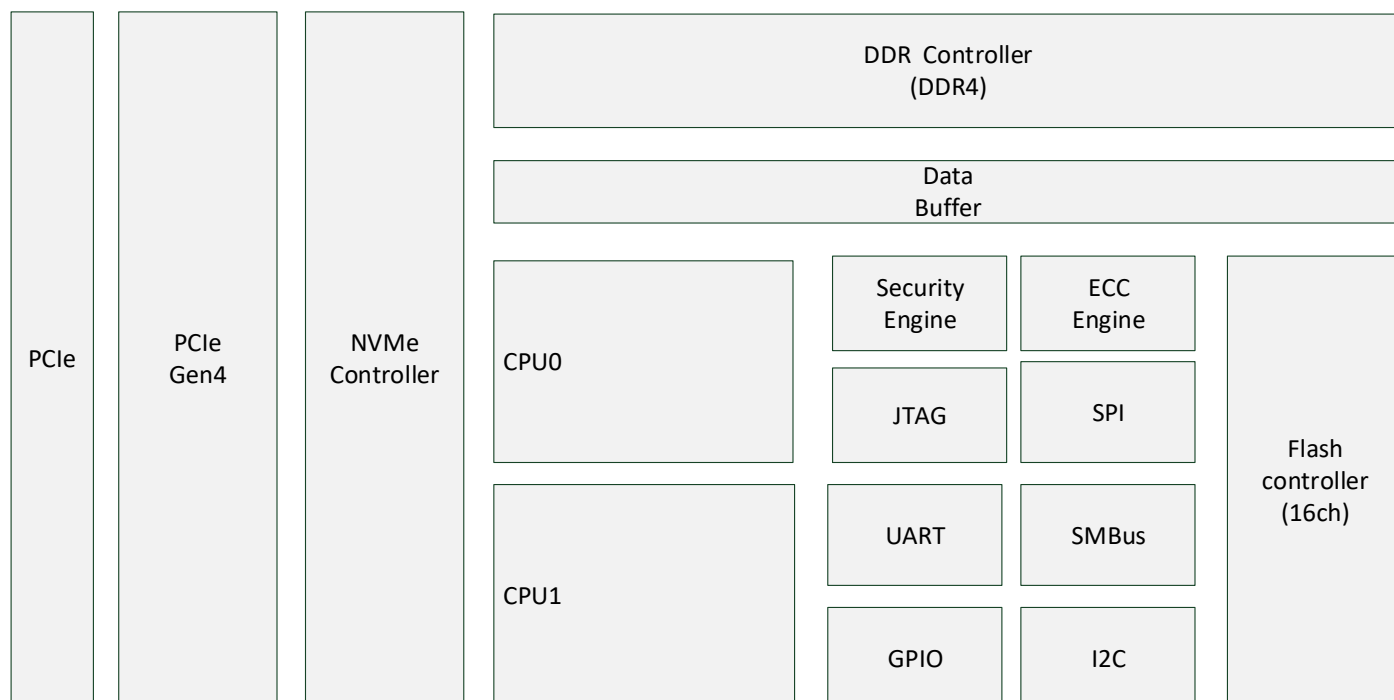 DDR Controller
(DDR4)
Data
Buffer
PCIe
PCIe
Gen4
NVMe
Controller
CPU0
Security
Engine
ECC
Engine
JTAG
SPI
Flash
controller
(16ch)
CPU1
UART
SMBus
GPIO
I2C